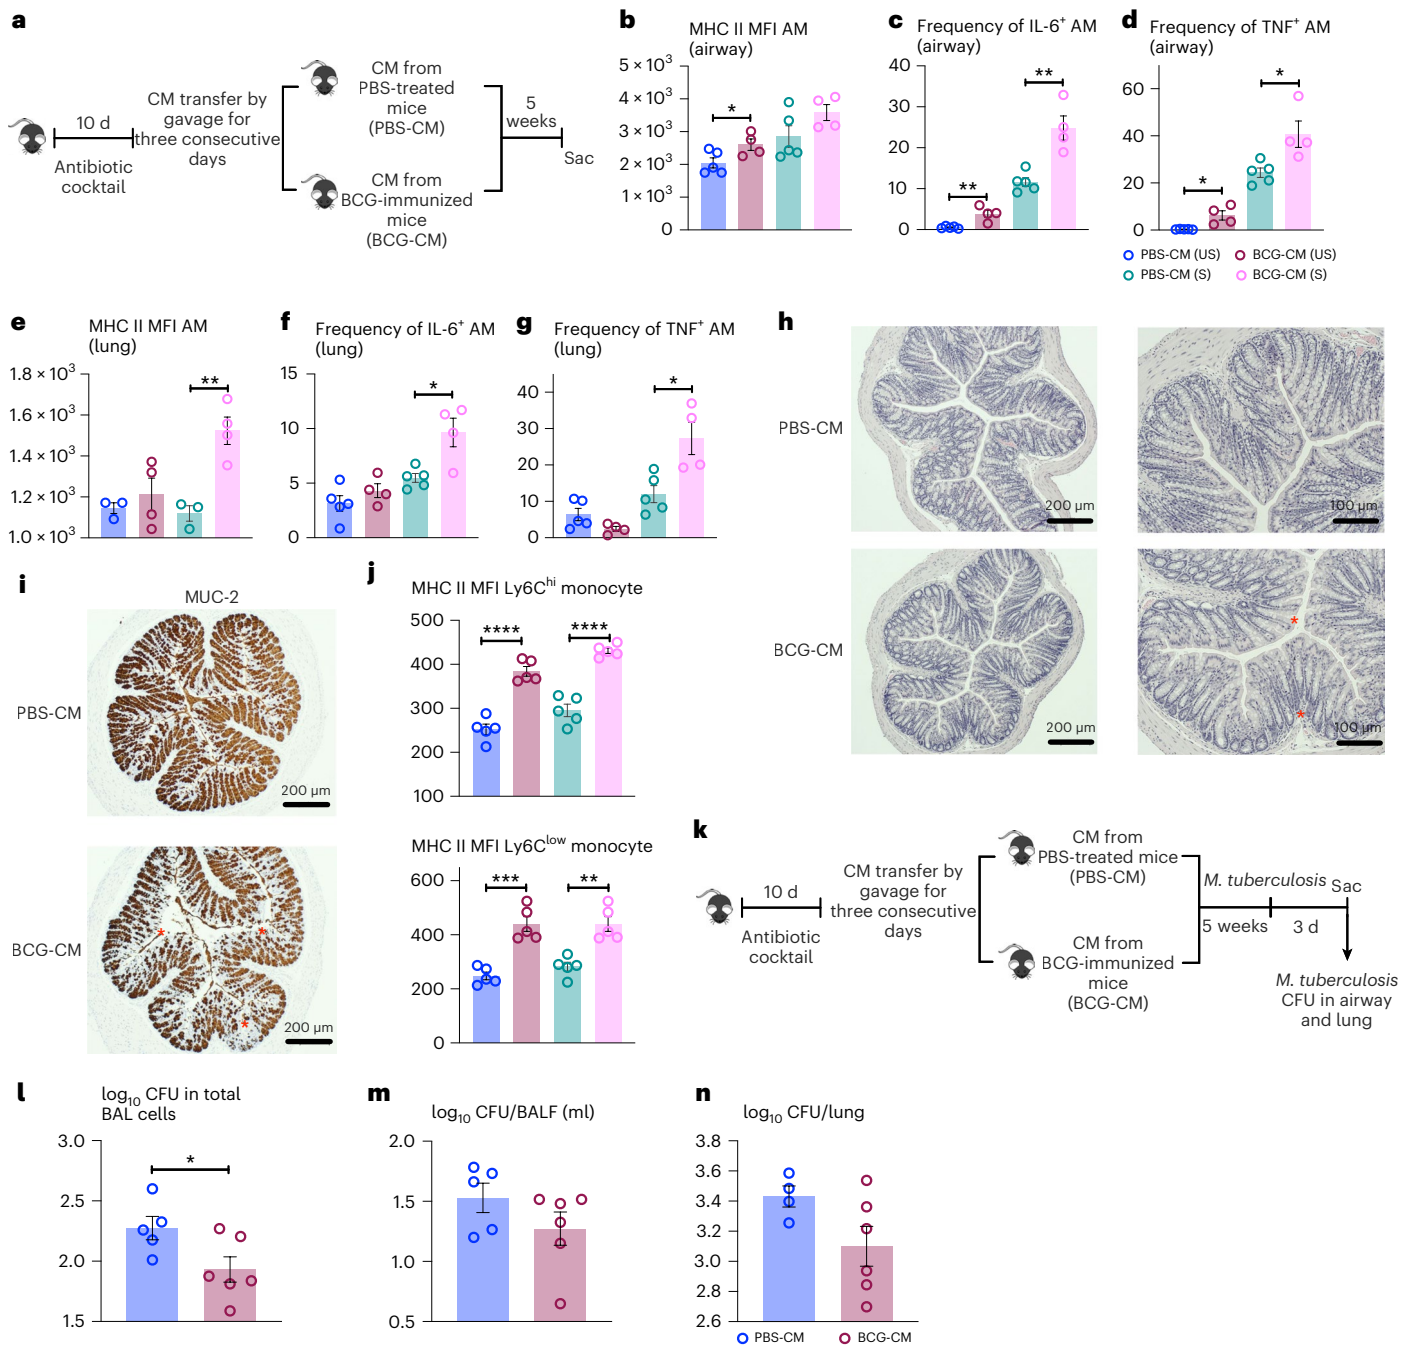 a
10 d
Antibiotic
cocktail
CM transfer by
gavage for
three consecutive
days
CM from
PBS-treated
mice
(PBS-CM)
CM from
BCG-immunized
mice
(BCG-CM)
5
weeks
Sac
b
MHC II MFI AM
(airway)
5 × 10³
4 × 10³
3 × 10³
2 × 10³
1 × 10³
0
*
c
Frequency of IL-6⁺ AM
(airway)
40
30
20
10
0
**
**
d
Frequency of TNF⁺ AM
(airway)
60
40
20
0
*
*
PBS-CM (US)
BCG-CM (US)
PBS-CM (S)
BCG-CM (S)
e
MHC II MFI AM
(lung)
1.8 × 10³
1.6 × 10³
1.4 × 10³
1.2 × 10³
1.0 × 10³
**
f
Frequency of IL-6⁺ AM
(lung)
15
10
5
0
*
g
Frequency of TNF⁺ AM
(lung)
40
30
20
10
0
*
h
PBS-CM
200 µm
100 µm
BCG-CM
200 µm
*
*
100 µm
i
MUC-2
PBS-CM
200 µm
BCG-CM
*
*
*
200 µm
j
MHC II MFI Ly6Cʰⁱ monocyte
500
400
300
200
100
****
****
MHC II MFI Ly6Cˡᵒʷ monocyte
600
400
200
0
***
**
k
10 d
Antibiotic
cocktail
CM transfer by
gavage for
three consecutive
days
CM from
PBS-treated mice
(PBS-CM)
CM from
BCG-immunized
mice
(BCG-CM)
M. tuberculosis
Sac
5 weeks
3 d
M. tuberculosis
CFU in airway
and lung
l
log₁₀ CFU in total
BAL cells
3.0
2.5
2.0
1.5
*
m
log₁₀ CFU/BALF (ml)
2.0
1.5
1.0
0.5
n
log₁₀ CFU/lung
3.8
3.6
3.4
3.2
3.0
2.8
2.6
PBS-CM
BCG-CM